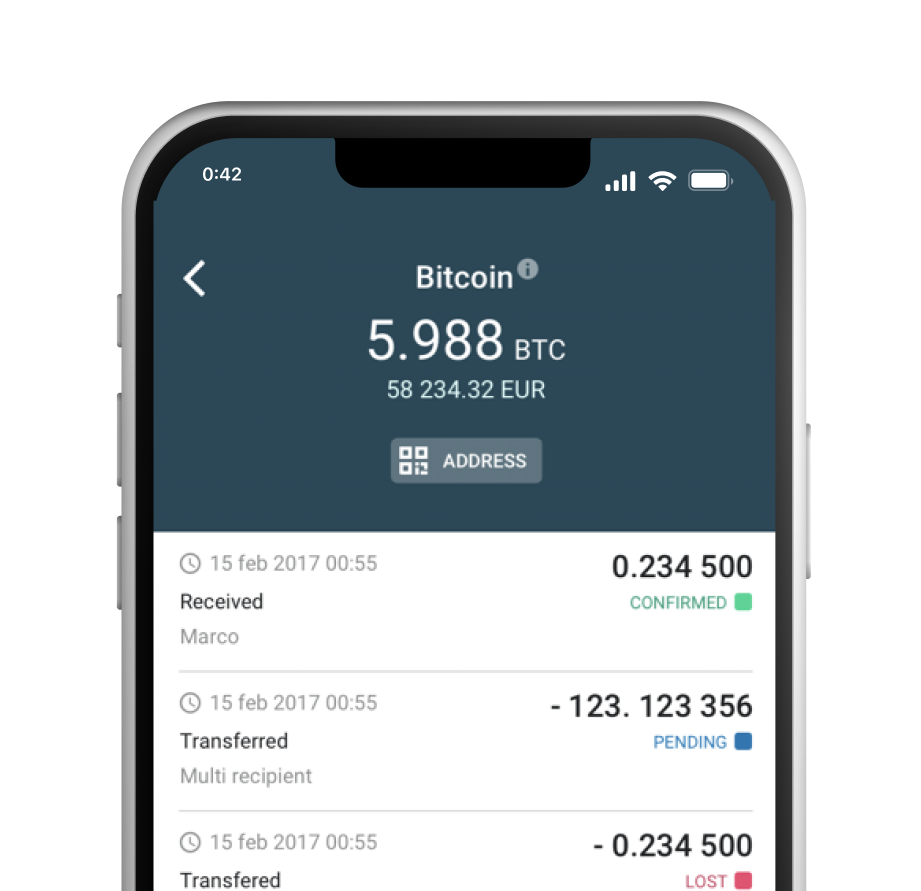 0:42
Bitcoin
5.988 BTC
58 234.32 EUR
ADDRESS
15 feb 2017 00:55 0.234 500
Received CONFIRMED
Marco
15 feb 2017 00:55 - 123. 123 356
Transferred PENDING
Multi recipient
15 feb 2017 00:55 - 0.234 500
Transfered LOST